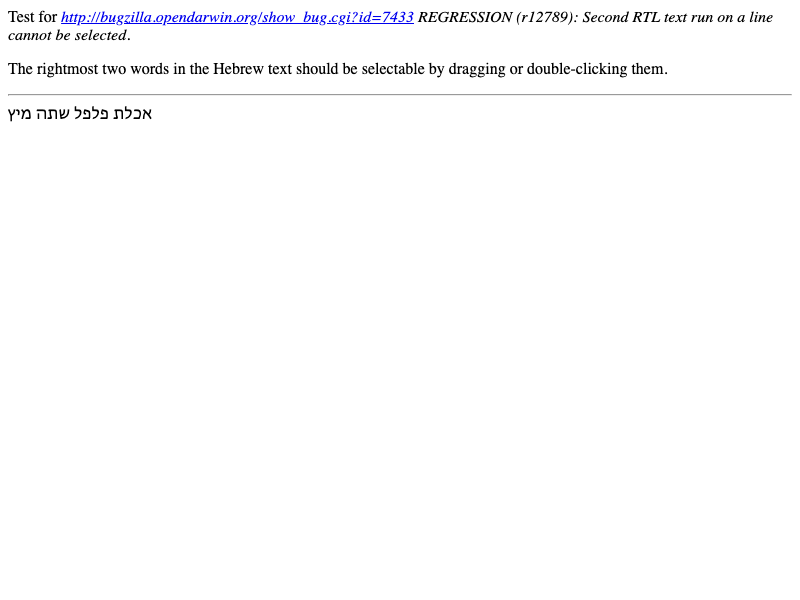 Test for http://bugzilla.opendarwin.org/show_bug.cgi?id=7433 REGRESSION (r12789): Second RTL text run on a line
cannot be selected.
The rightmost two words in the Hebrew text should be selectable by dragging or double-clicking them.
אכלת פלפל שתה מיץ